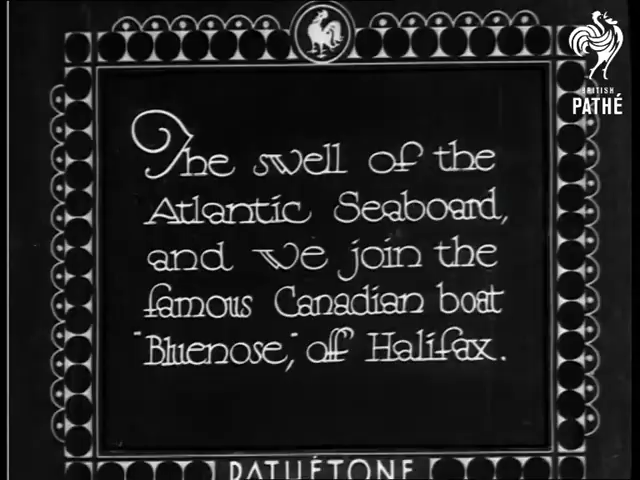 BRITISH
PATHÉ
The swell of the
Atlantic Seaboard,
and we join the
famous Canadian boat
"Bluenose," off Halifax.
PATHÉTONE